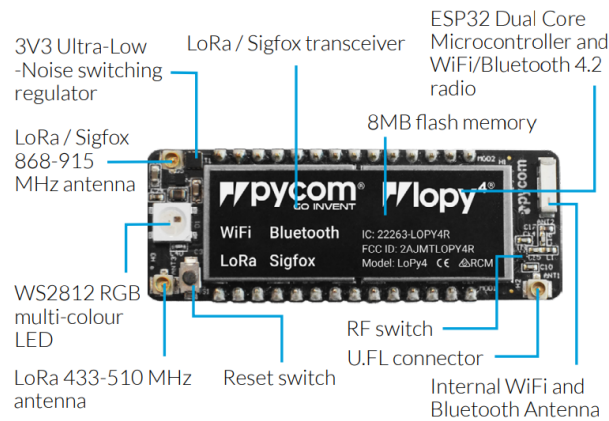 3V3 Ultra-Low
-Noise switching
regulator
LoRa / Sigfox transceiver
ESP32 Dual Core
Microcontroller and
WiFi/Bluetooth 4.2
radio
8MB flash memory
LoRa / Sigfox
868-915
MHz antenna
pycom®
GO INVENT
lopy4®
WiFi Bluetooth
LoRa Sigfox
IC: 22263-LOPY4R
FCC ID: 2AJMTLOPY4R
Model: LoPy4 CE RCM
pycom
WS2812 RGB
multi-colour
LED
LoRa 433-510 MHz
antenna
Reset switch
RF switch
U.FL connector
Internal WiFi and
Bluetooth Antenna